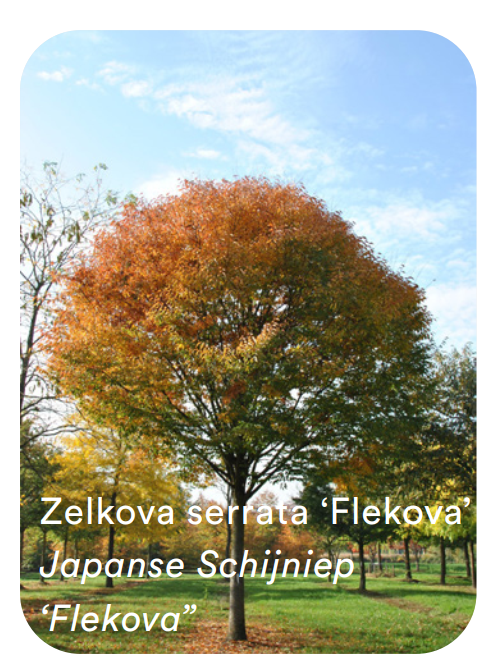 Zelkova serrata ‘Flekova’
Japanse Schijniep
‘Flekova”